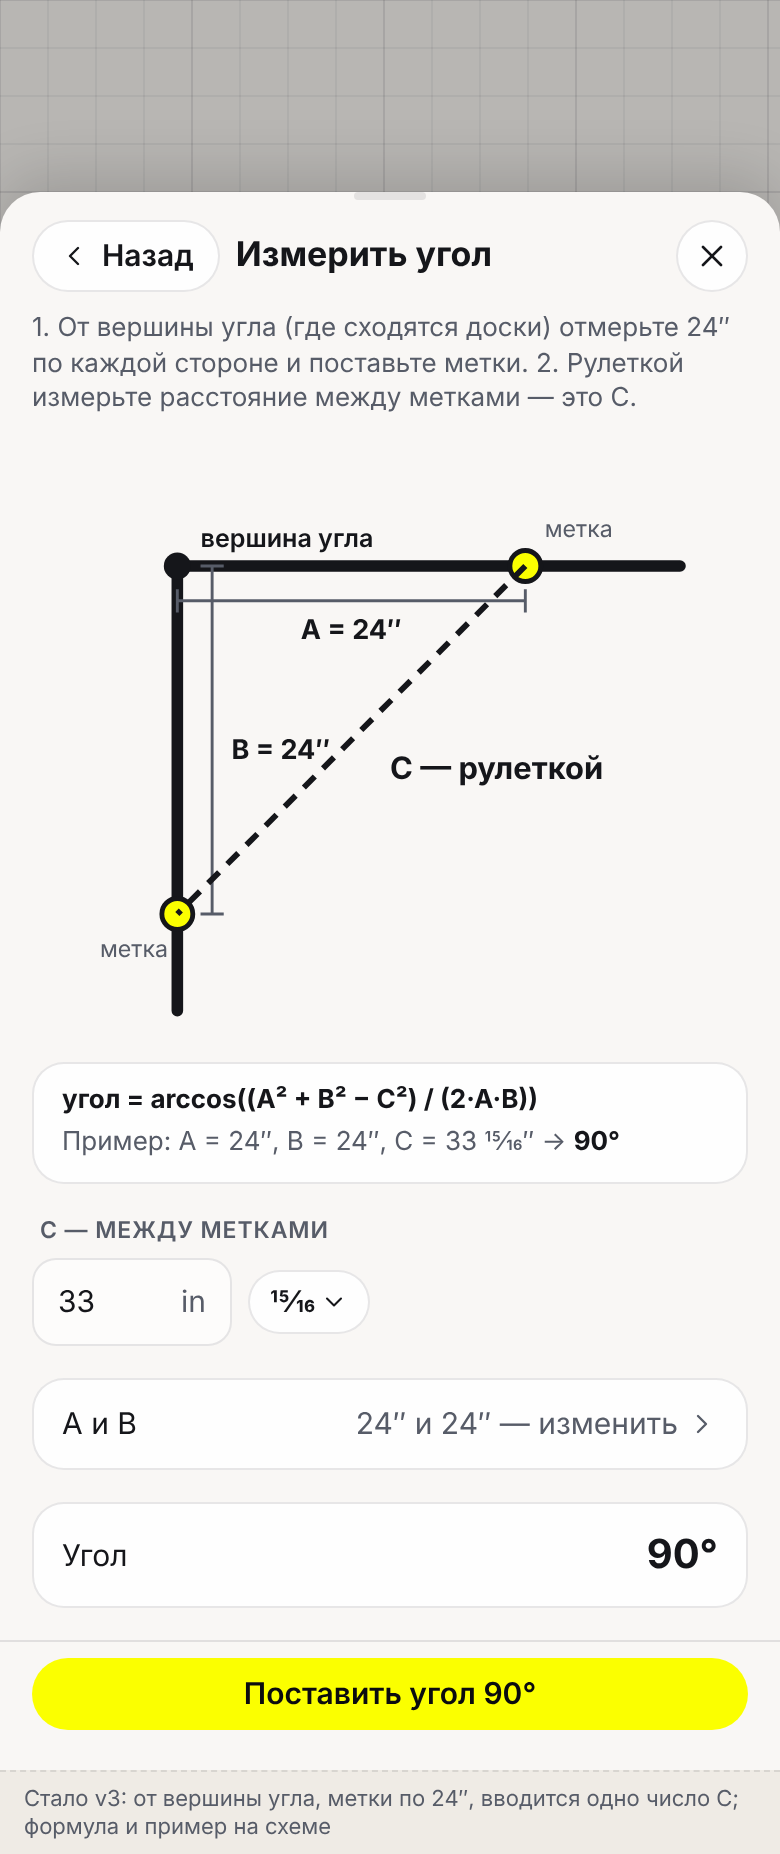 Назад Измерить угол
1. От вершины угла (где сходятся доски) отмерьте 24″
по каждой стороне и поставьте метки. 2. Рулеткой
измерьте расстояние между метками — это C.
метка
вершина угла
A = 24″
B = 24″
C — рулеткой
метка
угол = arccos((A² + B² − C²) / (2·A·B))
Пример: A = 24″, B = 24″, C = 33 ¹⁵⁄₁₆″ → 90°
C — МЕЖДУ МЕТКАМИ
33 in ¹⁵⁄₁₆
A и B 24″ и 24″ — изменить
Угол 90°
Поставить угол 90°
Стало v3: от вершины угла, метки по 24″, вводится одно число C;
формула и пример на схеме